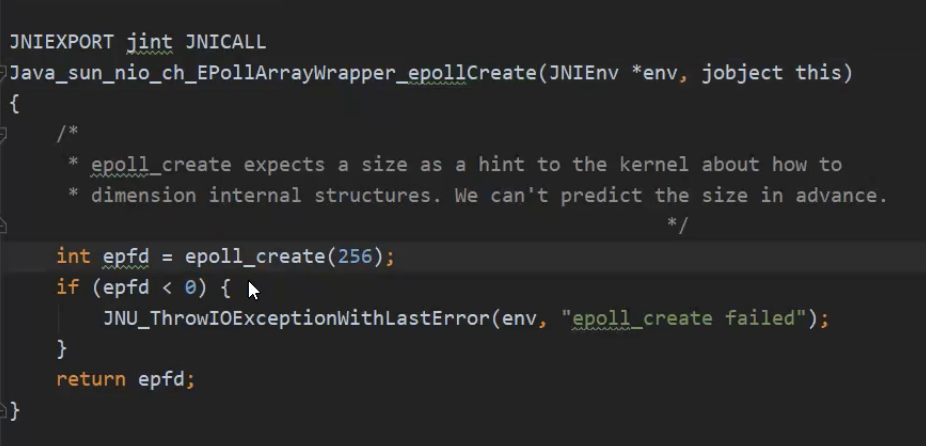 JNIEXPORT jint JNICALL
Java_sun_nio_ch_EPollArrayWrapper_epollCreate(JNIEnv *env, jobject this)
{
    /*
     * epoll_create expects a size as a hint to the kernel about how to
     * dimension internal structures. We can't predict the size in advance.
     */
    int epfd = epoll_create(256);
    if (epfd < 0) {
        JNU_ThrowIOExceptionWithLastError(env, "epoll_create failed");
    }
    return epfd;
}